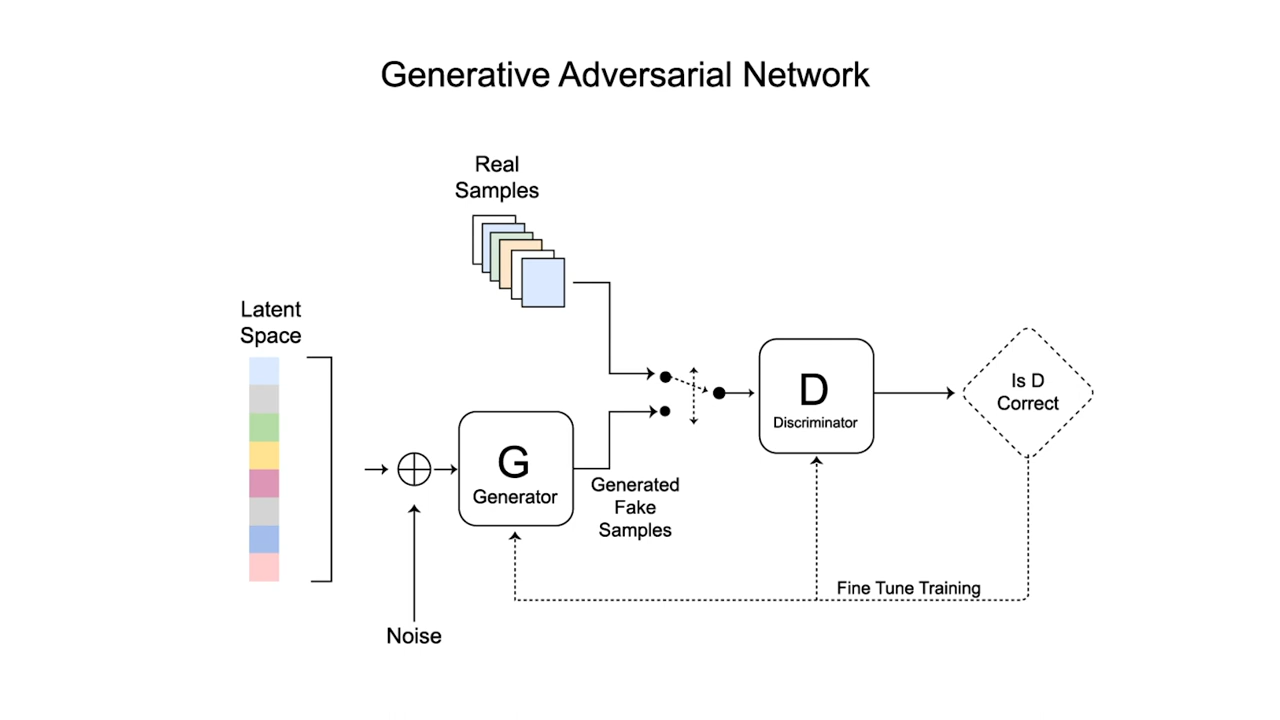 Generative Adversarial Network
Real
Samples
Latent
Space
Is D
Correct
D
Discriminator
G
Generator
Generated
Fake
Samples
Fine Tune Training
Noise